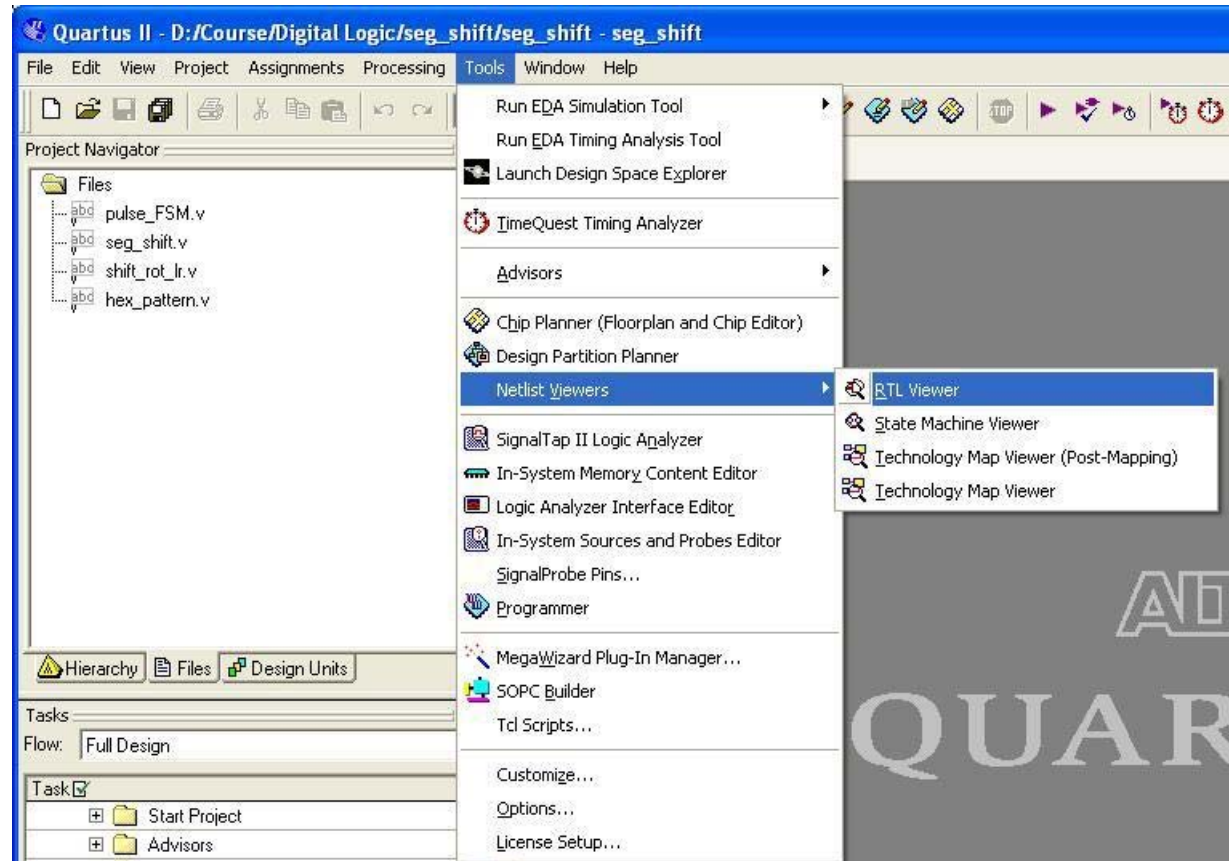 Quartus II - D:/Course/Digital Logic/seg_shift/seg_shift - seg_shift
File Edit View Project Assignments Processing Tools Window Help
Project Navigator
Files
pulse_FSM.v
seg_shift.v
shift_rot_lr.v
hex_pattern.v
Hierarchy Files Design Units
Tasks
Flow: Full Design
Task
Start Project
Advisors
Run EDA Simulation Tool
Run EDA Timing Analysis Tool
Launch Design Space Explorer
TimeQuest Timing Analyzer
Advisors
Chip Planner (Floorplan and Chip Editor)
Design Partition Planner
Netlist Viewers
SignalTap II Logic Analyzer
In-System Memory Content Editor
Logic Analyzer Interface Editor
In-System Sources and Probes Editor
SignalProbe Pins...
Programmer
MegaWizard Plug-In Manager...
SOPC Builder
Tcl Scripts...
Customize...
Options...
License Setup...
RTL Viewer
State Machine Viewer
Technology Map Viewer (Post-Mapping)
Technology Map Viewer
QUAR